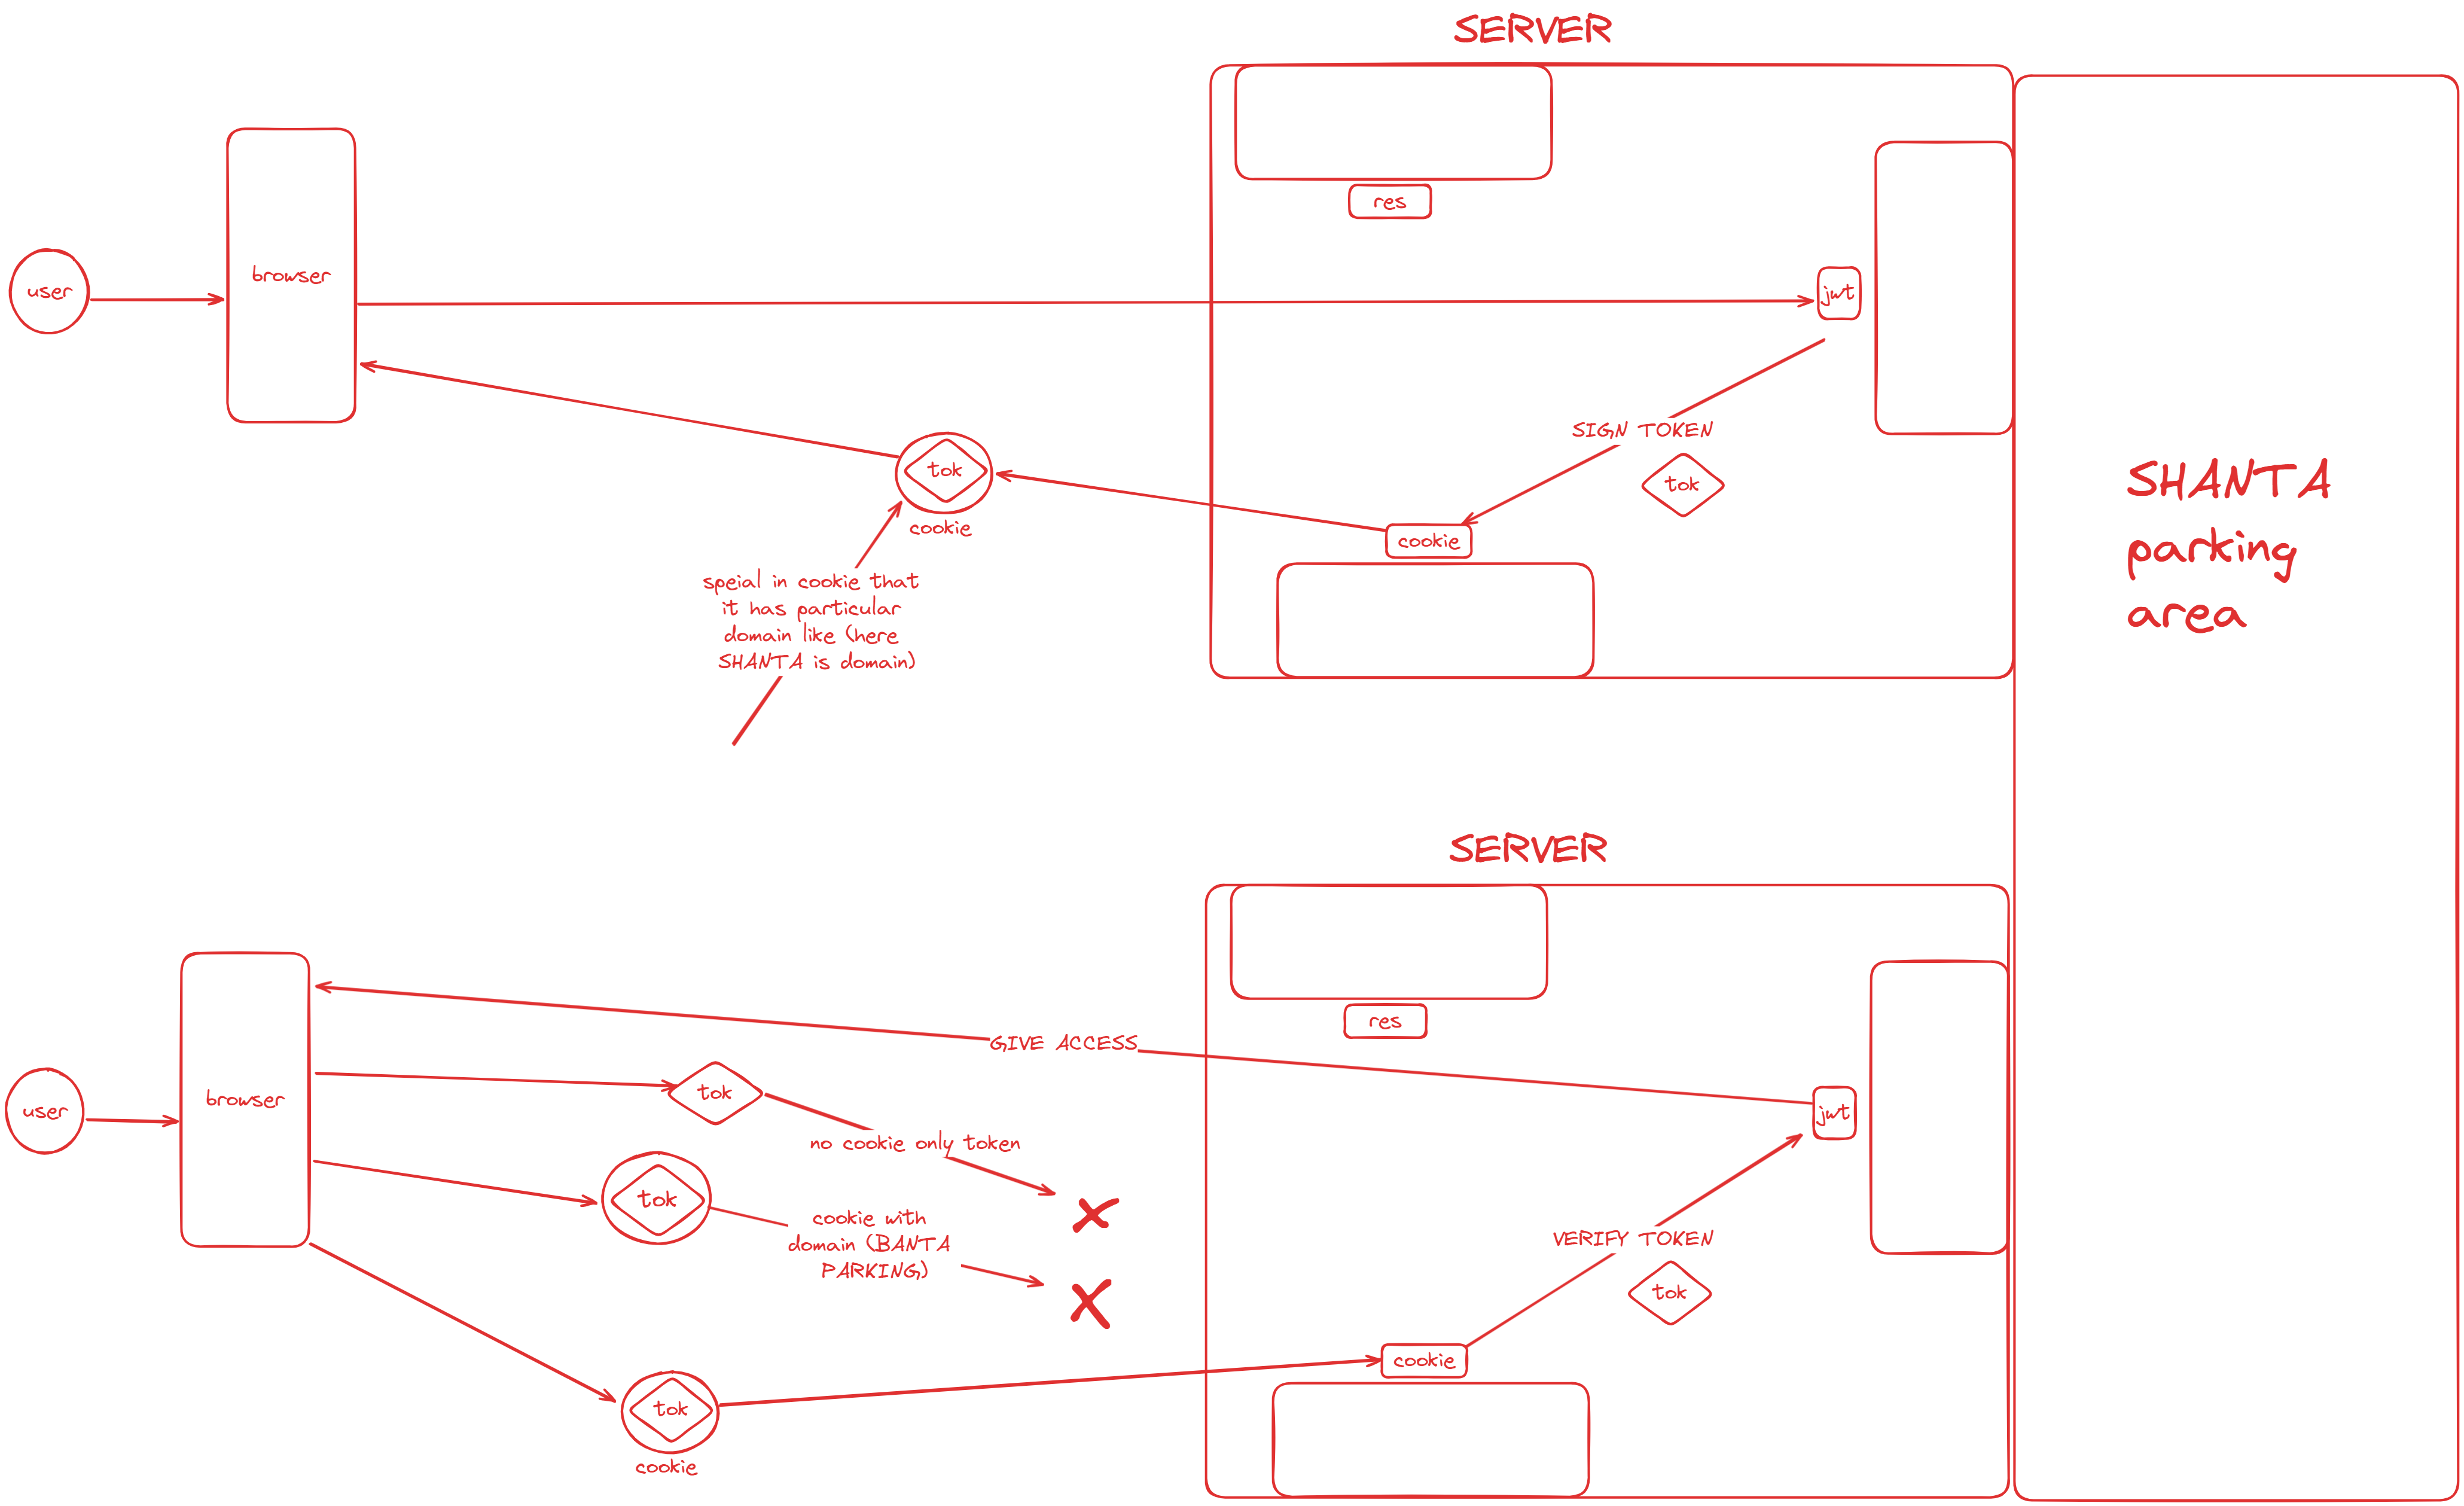 SERVER
res
user
browser
jwt
SIGN TOKEN
tok
tok
cookie
cookie
speial in cookie that
it has particular
domain like (here
SHANTA is domain)
SHANTA
parking
area
SERVER
res
GIVE ACCESS
user
browser
tok
jwt
no cookie only token
tok
cookie with
domain (BANTA
PARKING)
VERIFY TOKEN
tok
cookie
tok
cookie